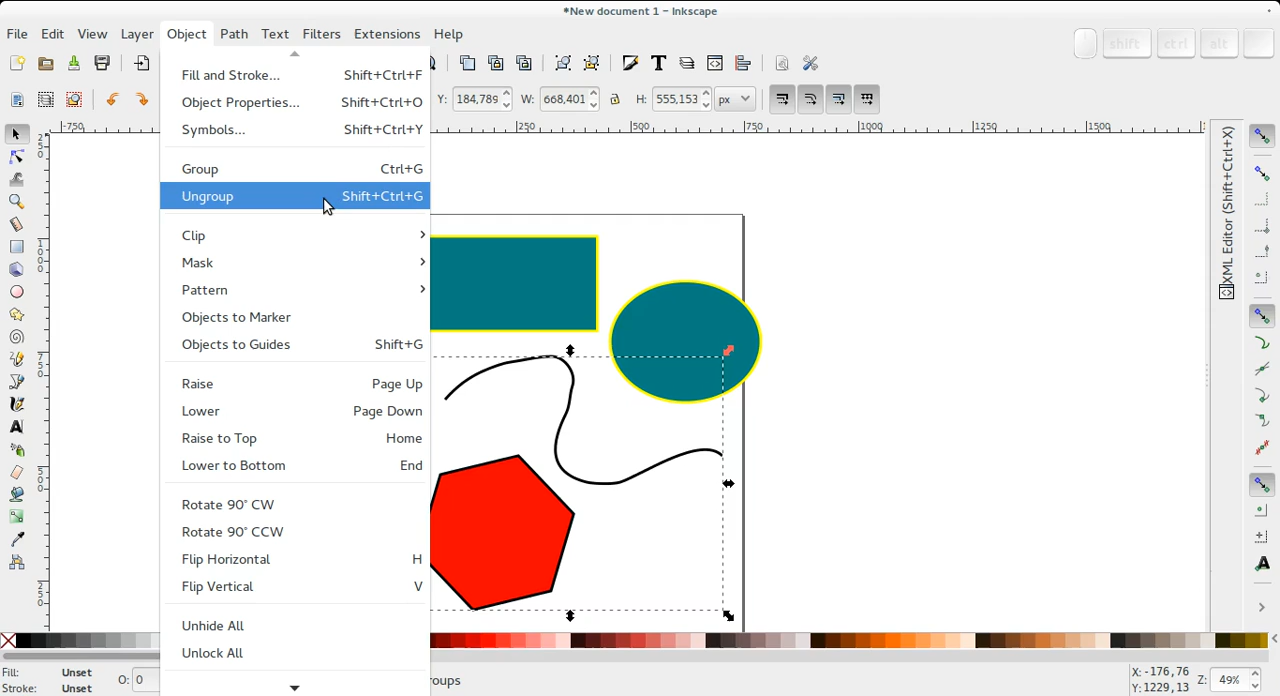 *New document 1 – Inkscape
File Edit View Layer Object Path Text Filters Extensions Help
shift ctrl alt
Y: 184,789 W: 668,401 H: 555,153 px
Fill and Stroke... Shift+Ctrl+F
Object Properties... Shift+Ctrl+O
Symbols... Shift+Ctrl+Y
Group Ctrl+G
Ungroup Shift+Ctrl+G
Clip
Mask
Pattern
Objects to Marker
Objects to Guides Shift+G
Raise Page Up
Lower Page Down
Raise to Top Home
Lower to Bottom End
Rotate 90° CW
Rotate 90° CCW
Flip Horizontal H
Flip Vertical V
Unhide All
Unlock All
-750 250 500 750 1000 1250 1500
XML Editor (Shift+Ctrl+X)
Fill: Unset
Stroke: Unset
O: 0
oups
X: -176,76
Y: 1229,13
Z: 49%